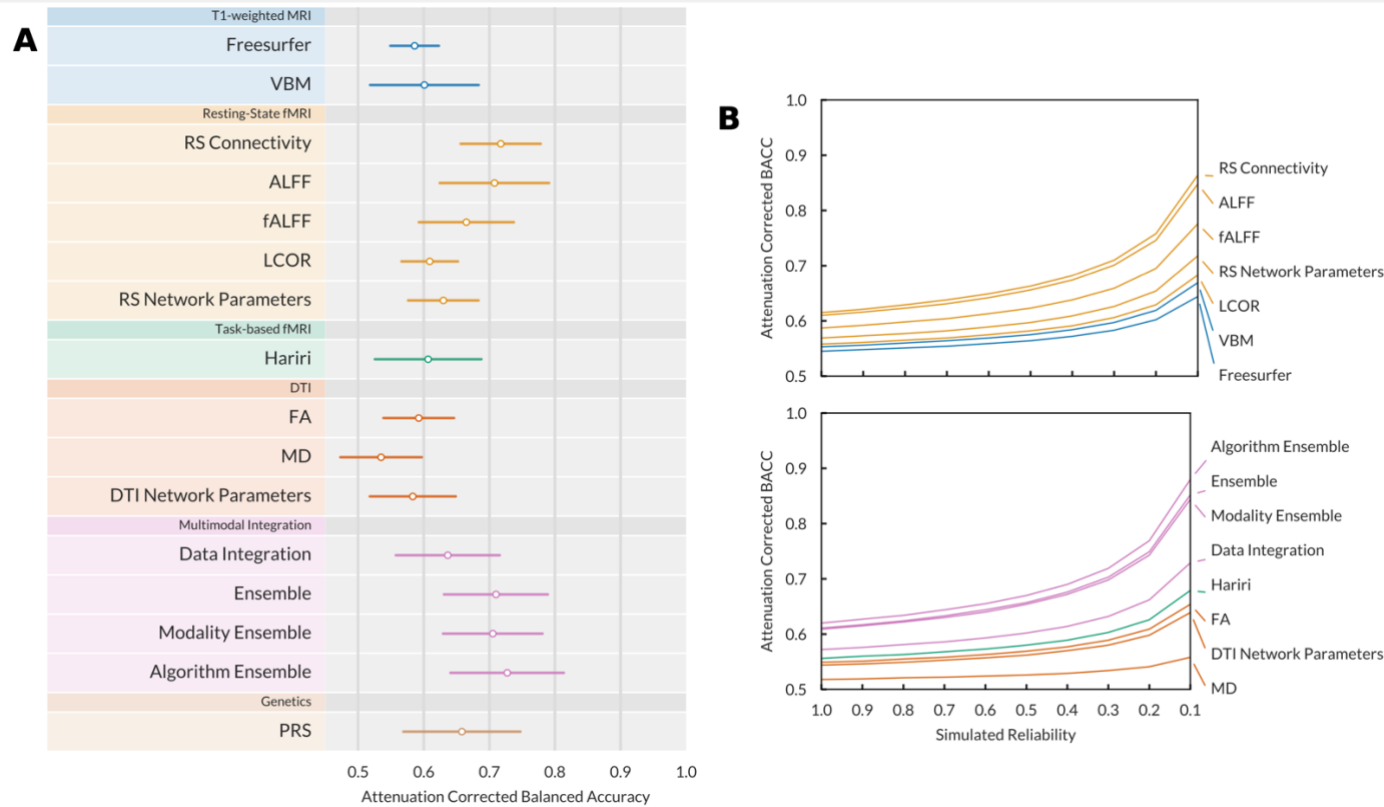 A
T1-weighted MRI
Freesurfer
VBM
Resting-State fMRI
RS Connectivity
ALFF
fALFF
LCOR
RS Network Parameters
Task-based fMRI
Hariri
DTI
FA
MD
DTI Network Parameters
Multimodal Integration
Data Integration
Ensemble
Modality Ensemble
Algorithm Ensemble
Genetics
PRS
0.5 0.6 0.7 0.8 0.9 1.0
Attenuation Corrected Balanced Accuracy
B
Attenuation Corrected BACC
1.0
0.9
0.8
0.7
0.6
0.5
RS Connectivity
ALFF
fALFF
RS Network Parameters
LCOR
VBM
Freesurfer
Attenuation Corrected BACC
1.0
0.9
0.8
0.7
0.6
0.5
Algorithm Ensemble
Ensemble
Modality Ensemble
Data Integration
Hariri
FA
DTI Network Parameters
MD
1.0 0.9 0.8 0.7 0.6 0.5 0.4 0.3 0.2 0.1
Simulated Reliability